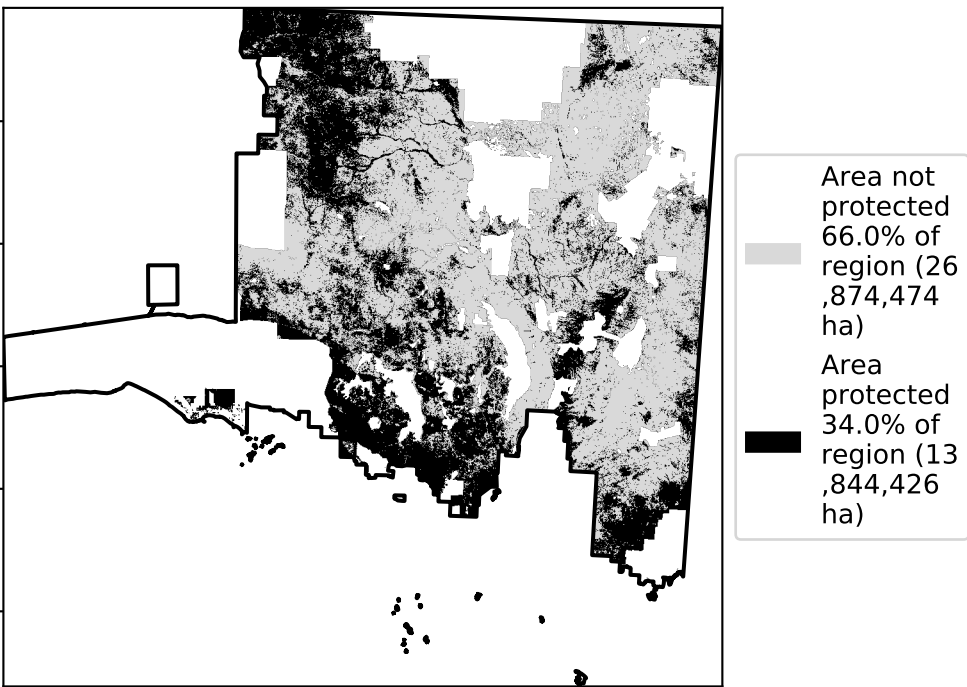 Area not
protected
66.0% of
region (26
,874,474
ha)
Area
protected
34.0% of
region (13
,844,426
ha)